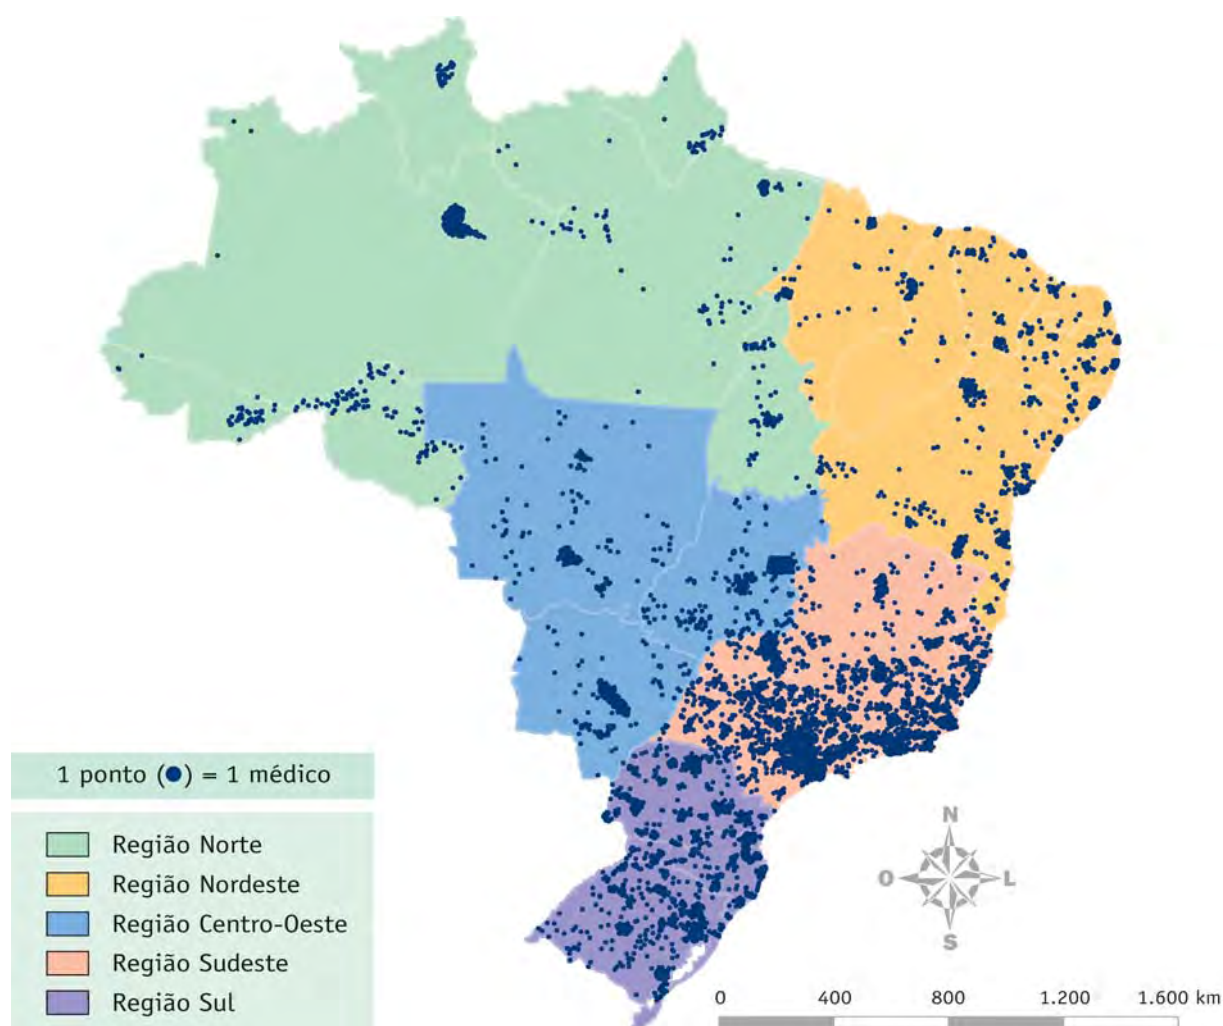 1 ponto (●) = 1 médico
Região Norte
Região Nordeste
Região Centro-Oeste
Região Sudeste
Região Sul
N
O L
S
0 400 800 1.200 1.600 km